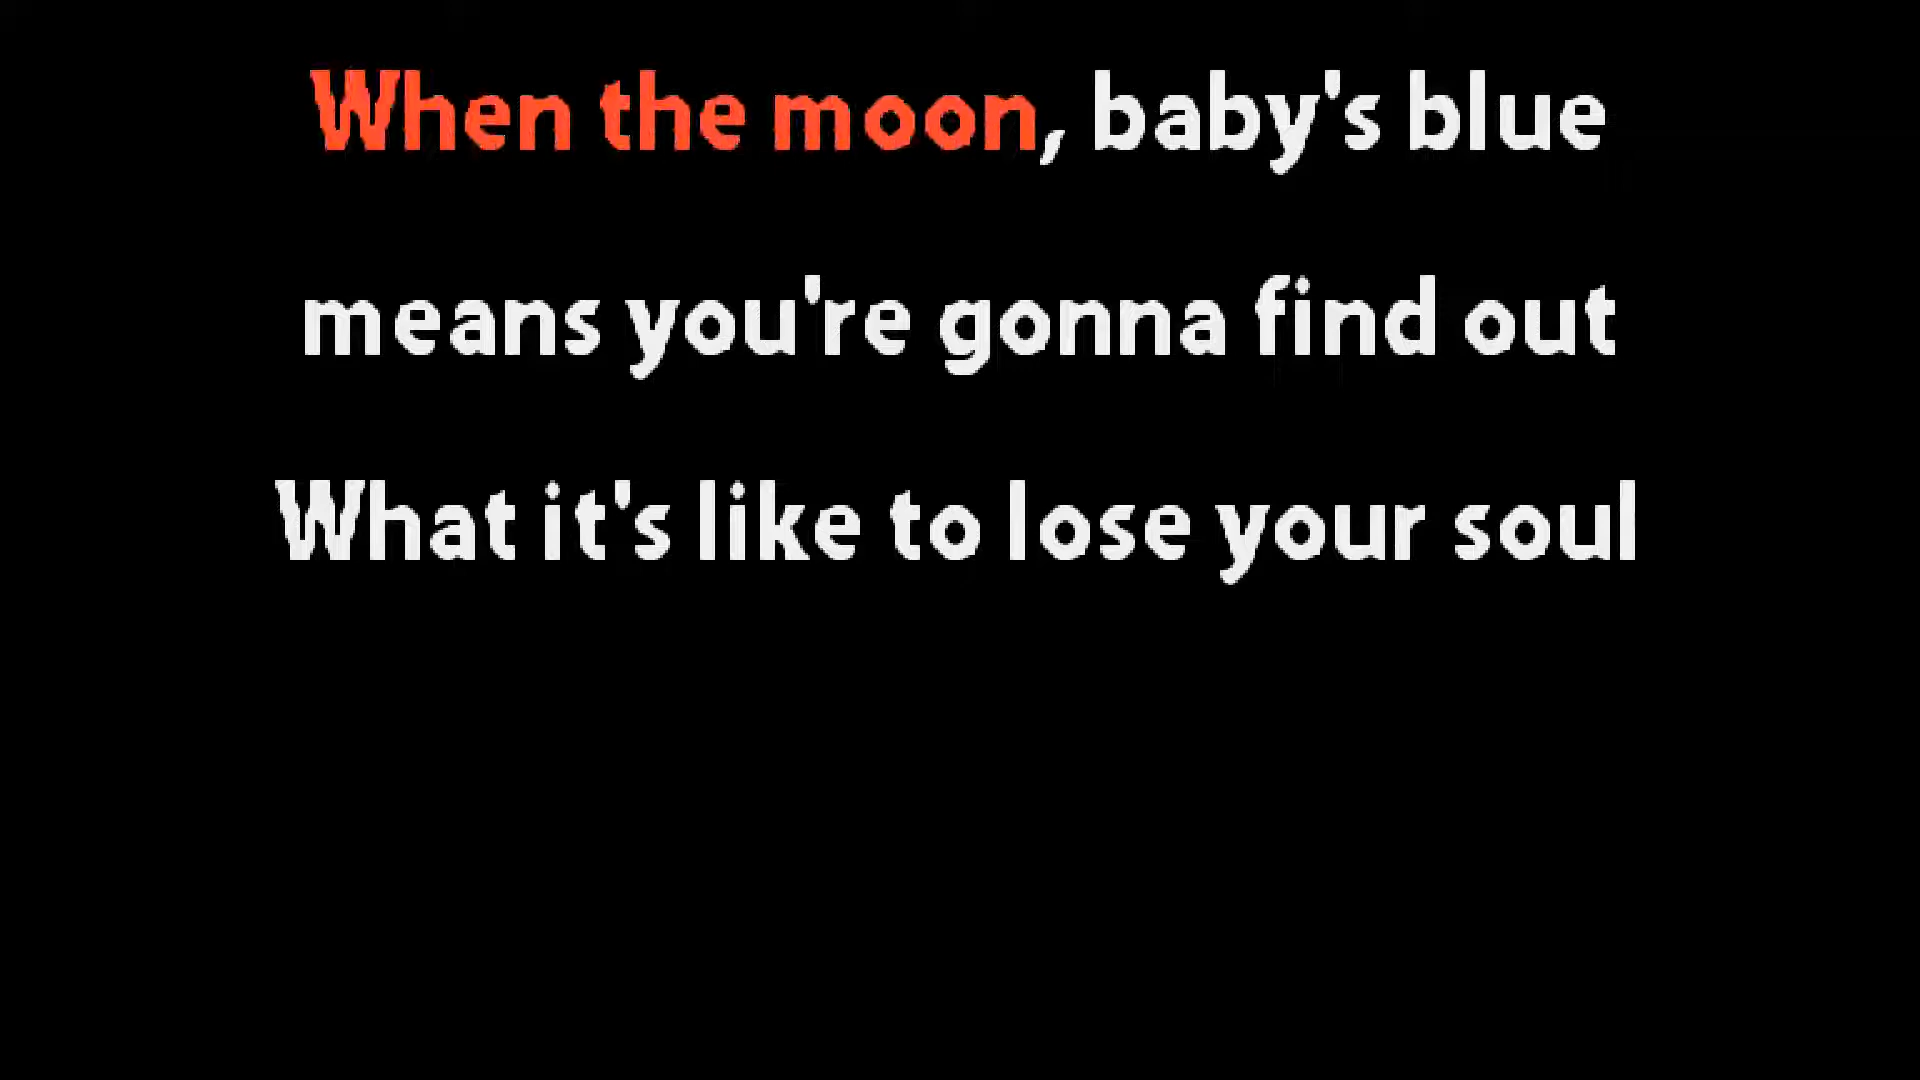 When the moon, baby's blue
means you're gonna find out
What it's like to lose your soul